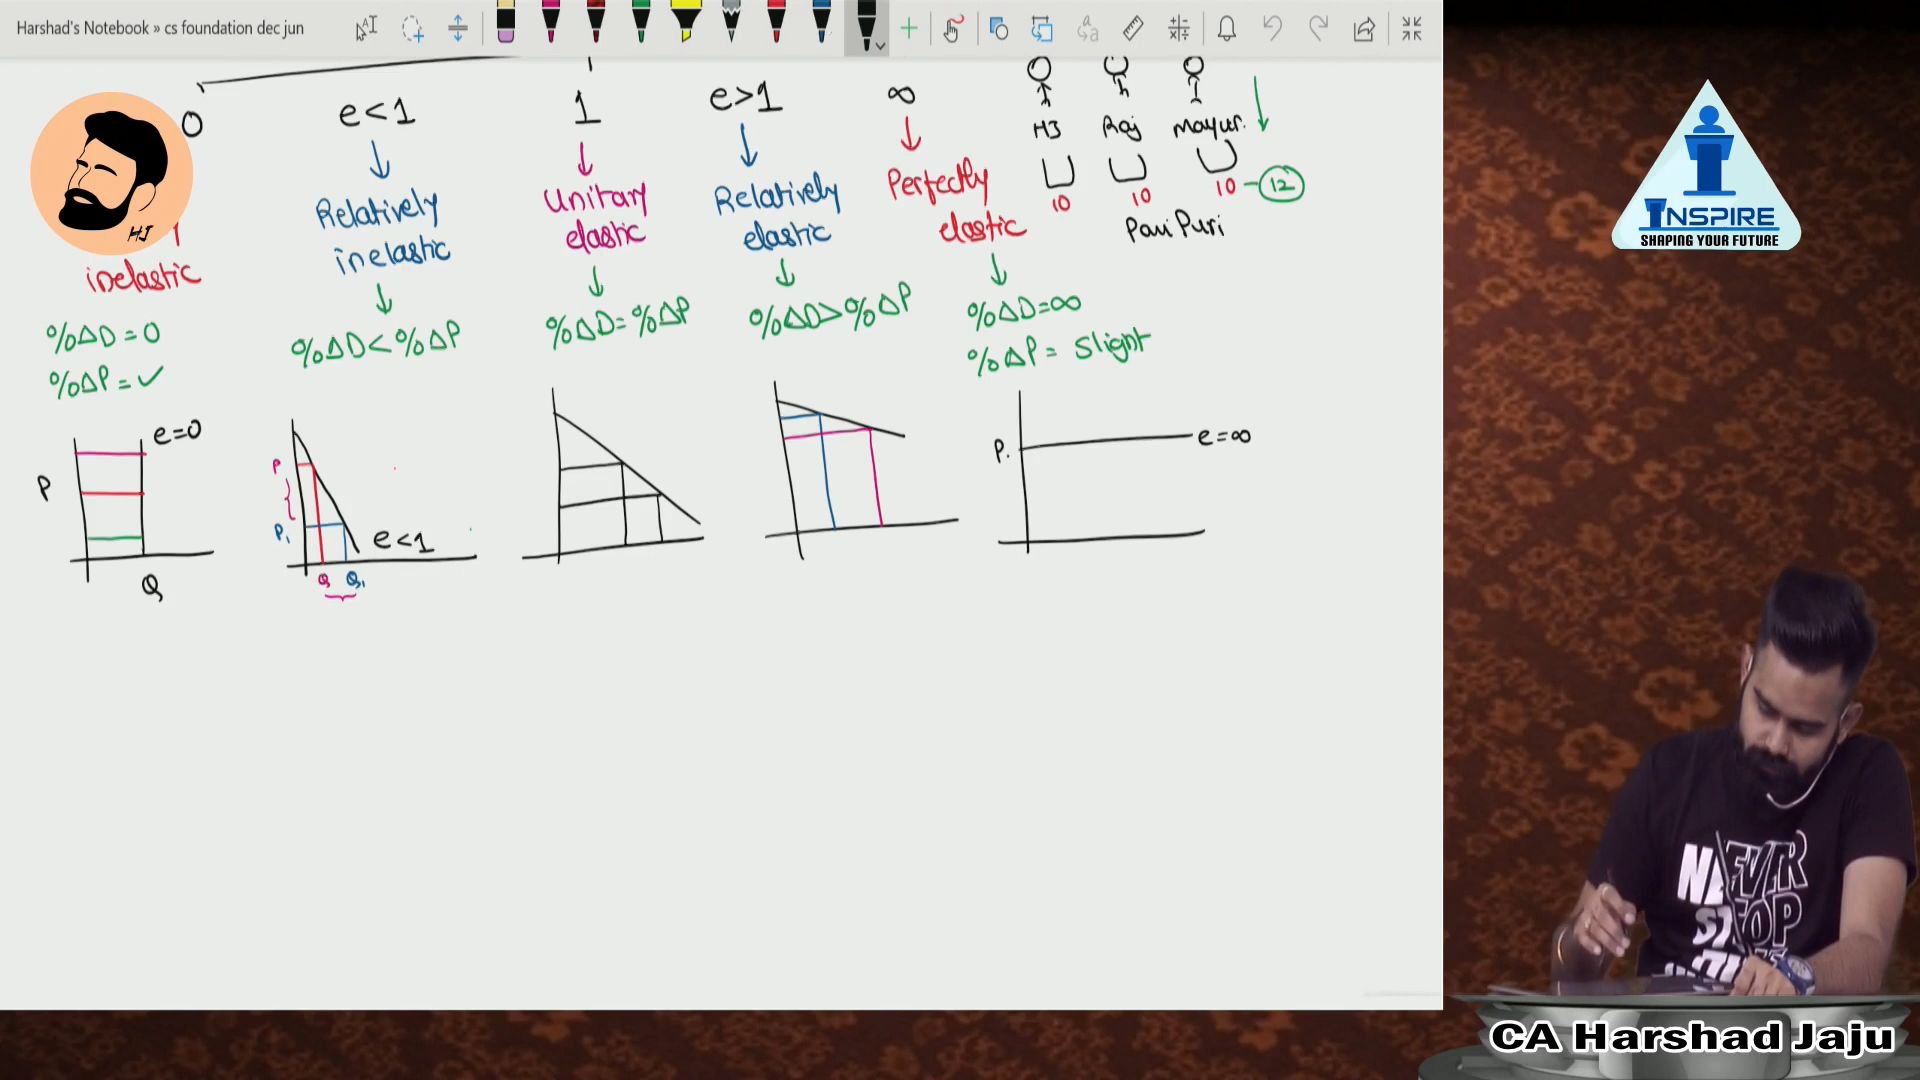 Harshad's Notebook » cs foundation dec jun
0
e<1
1
e>1
∞
HJ
Raj
Mayur.
10
10
10 - 12
Pani Puri
HJ
inelastic
Relatively
inelastic
Unitary
elastic
Relatively
elastic
Perfectly
elastic
%ΔD = 0
%ΔP = ✓
%ΔD < %ΔP
%ΔD = %ΔP
%ΔD > %ΔP
%ΔD = ∞
%ΔP = Slight
P
e=0
Q
P
P₁
e<1
Q
Q₁
P.
e=∞
INSPIRE
SHAPING YOUR FUTURE
NEVER
STOP
CA Harshad Jaju